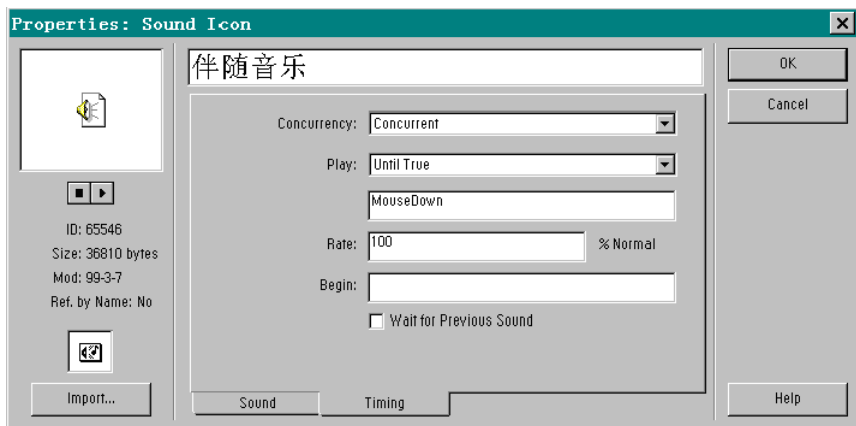 Properties: Sound Icon
伴随音乐
OK
Cancel
Concurrency: Concurrent
Play: Until True
MouseDown
Rate: 100 % Normal
Begin:
Wait for Previous Sound
ID: 65546
Size: 36810 bytes
Mod: 99-3-7
Ref. by Name: No
Import...
Sound Timing
Help